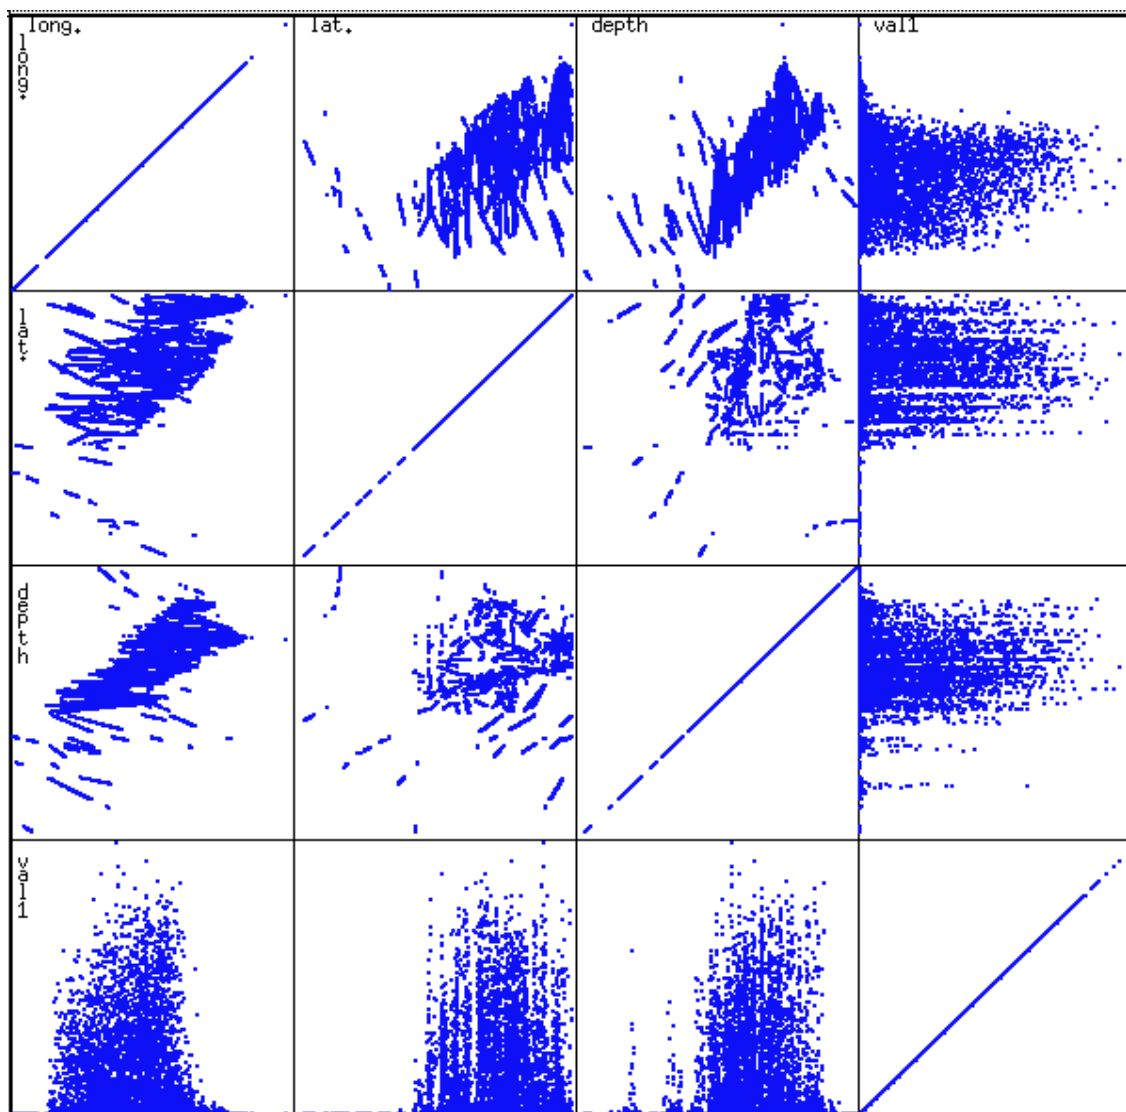 long. lat. depth val1
long.
lat.
depth
val1